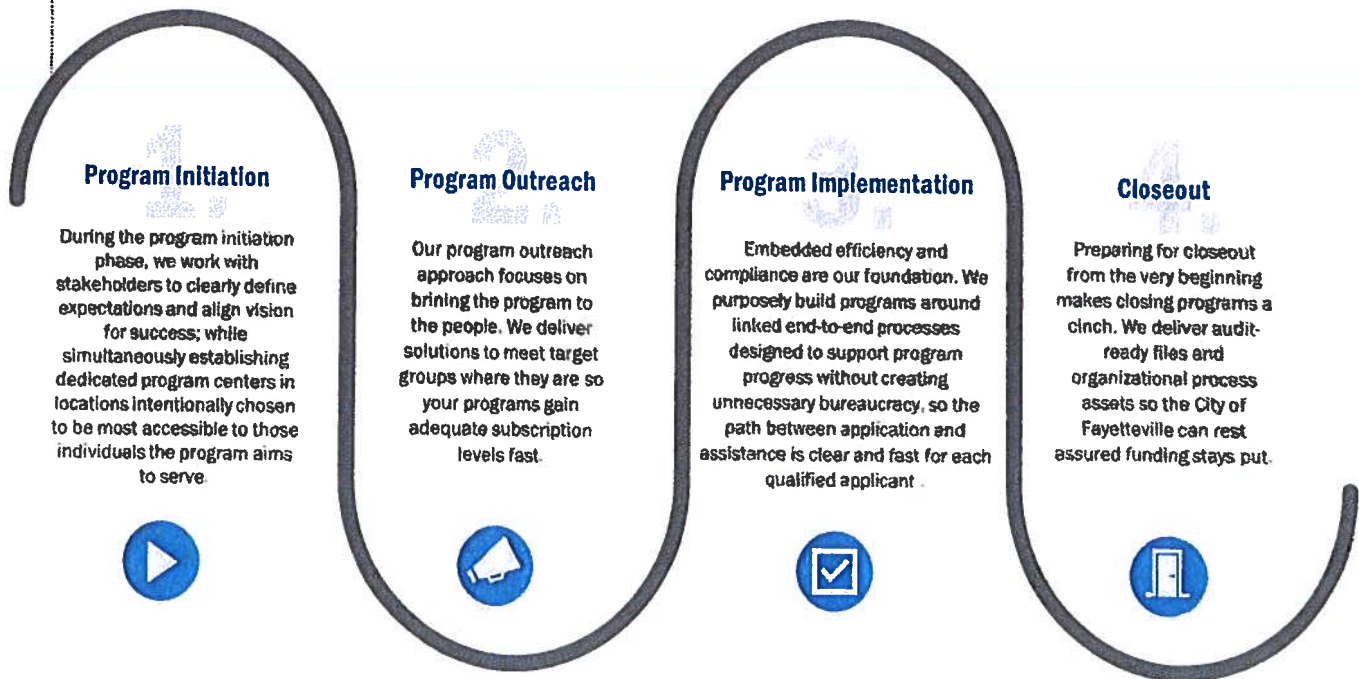 1.
Program Initiation
During the program initiation
phase, we work with
stakeholders to clearly define
expectations and align vision
for success; while
simultaneously establishing
dedicated program centers in
locations intentionally chosen
to be most accessible to those
individuals the program aims
to serve.
2.
Program Outreach
Our program outreach
approach focuses on
brining the program to
the people. We deliver
solutions to meet target
groups where they are so
your programs gain
adequate subscription
levels fast.
3.
Program Implementation
Embedded efficiency and
compliance are our foundation. We
purposely build programs around
linked end-to-end processes
designed to support program
progress without creating
unnecessary bureaucracy, so the
path between application and
assistance is clear and fast for each
qualified applicant.
4.
Closeout
Preparing for closeout
from the very beginning
makes closing programs a
cinch. We deliver audit-
ready files and
organizational process
assets so the City of
Fayetteville can rest
assured funding stays put.